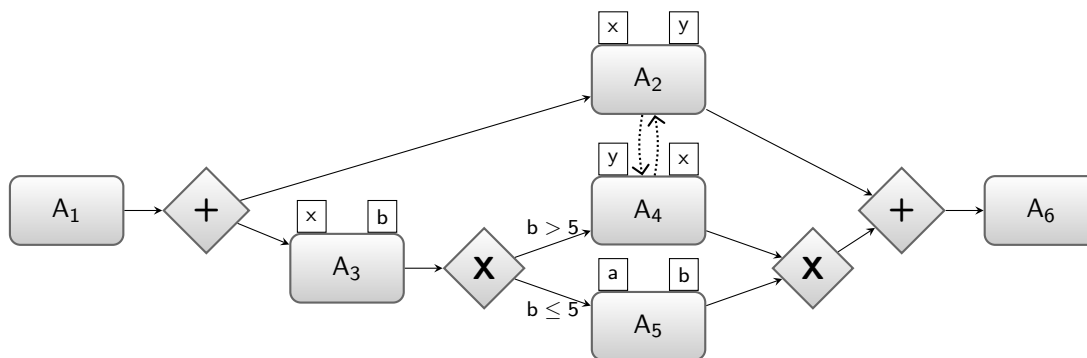 x y
A₂
y x
A₁ + A₄ + A₆
x b
b > 5
A₃ X X
a b
b ≤ 5
A₅